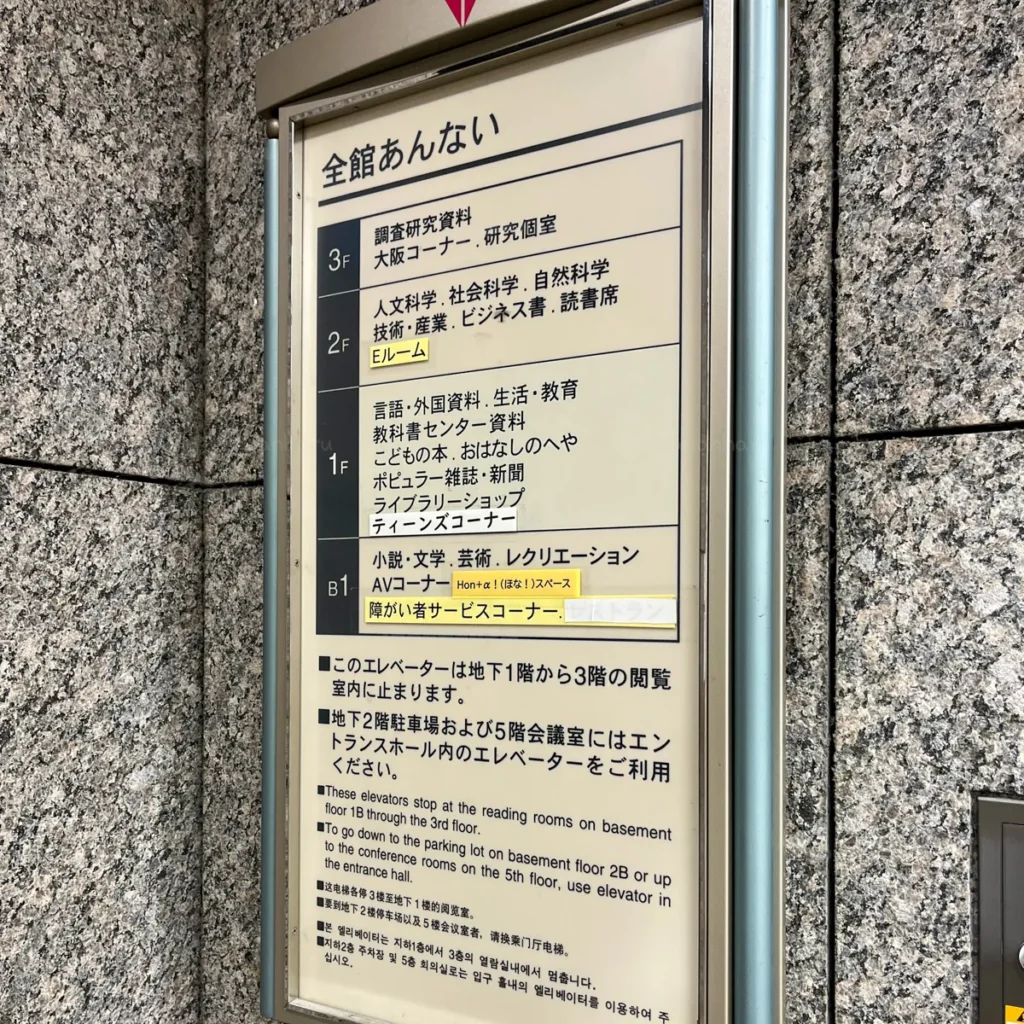 全館あんない
3F
調査研究資料
大阪コーナー.研究個室
2F
人文科学.社会科学.自然科学
技術・産業.ビジネス書.読書席
Eルーム
1F
言語・外国資料.生活・教育
教科書センター資料
こどもの本.おはなしのへや
ポピュラー雑誌・新聞
ライブラリーショップ
ティーンズコーナー
B1
小説・文学.芸術.レクリエーション
AVコーナー Hon+α!(ほな!)スペース
障がい者サービスコーナー.
■このエレベーターは地下1階から3階の閲覧
室内に止まります。
■地下2階駐車場および5階会議室にはエン
トランスホール内のエレベーターをご利用
ください。
■These elevators stop at the reading rooms on basement
floor 1B through the 3rd floor.
■To go down to the parking lot on basement floor 2B or up
to the conference rooms on the 5th floor, use elevator in
the entrance hall.
■这电梯各停3楼至地下1楼的阅览室。
■要到地下2楼停车场以及5楼会议室者，请换乘门厅电梯。
■본 엘리베이터는 지하1층에서 3층의 열람실내에서 멈춥니다.
■지하2층 주차장 및 5층 회의실로는 입구 홀내의 엘리베이터를 이용하여 주
십시오.